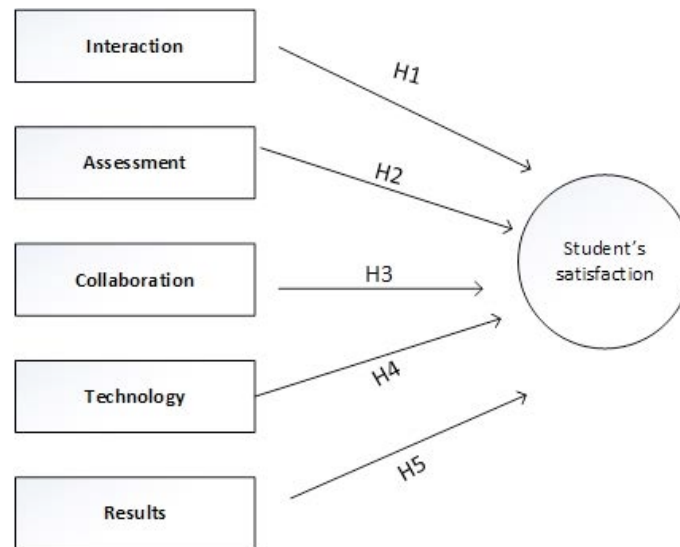 Interaction
H1
Assessment
H2
Student's
satisfaction
Collaboration
H3
Technology
H4
Results
H5